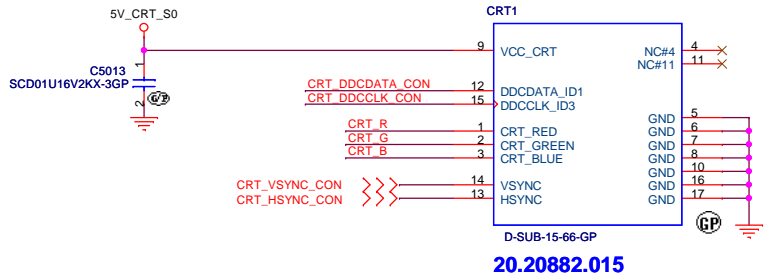 5V_CRT_S0
CRT1
1
C5013
SCD01U16V2KX-3GP
2
GP
9 VCC_CRT NC#4 4
NC#11 11
CRT_DDCDATA_CON 12 DDCDATA_ID1
CRT_DDCCLK_CON 15 DDCCLK_ID3
GND 5
CRT_R 1 CRT_RED GND 6
CRT_G 2 CRT_GREEN GND 7
CRT_B 3 CRT_BLUE GND 8
GND 10
CRT_VSYNC_CON 14 VSYNC GND 16
CRT_HSYNC_CON 13 HSYNC GND 17
GP
D-SUB-15-66-GP
20.20882.015